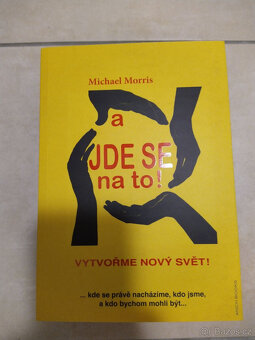 Michael Morris
a
JDE SE
na to!
VYTVOŘME NOVÝ SVĚT!
... kde se právě nacházíme, kdo jsme,
a kdo bychom mohli být...